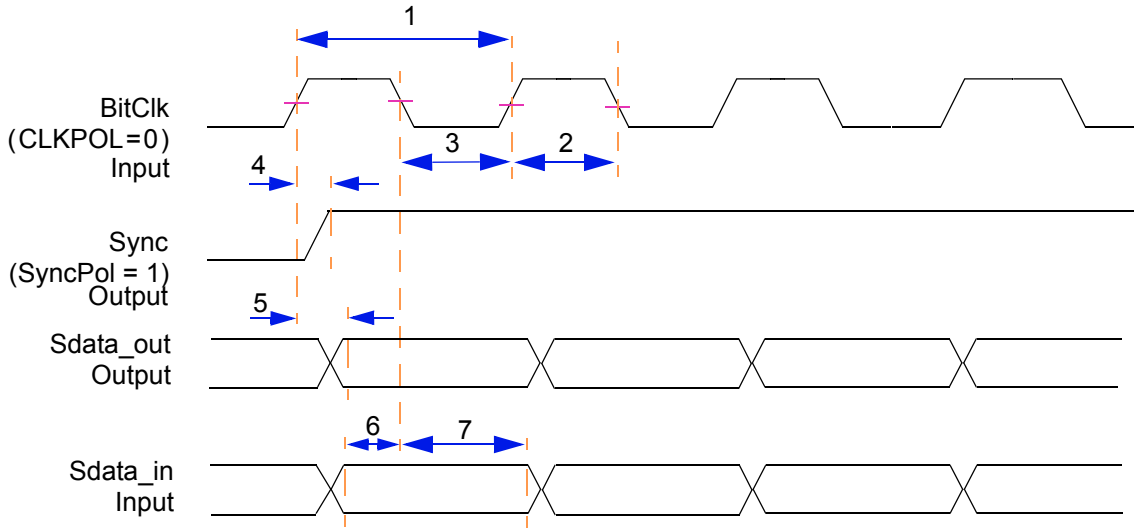 1
BitClk
(CLKPOL=0)
Input
3
2
4
Sync
(SyncPol = 1)
Output
5
Sdata_out
Output
6
7
Sdata_in
Input